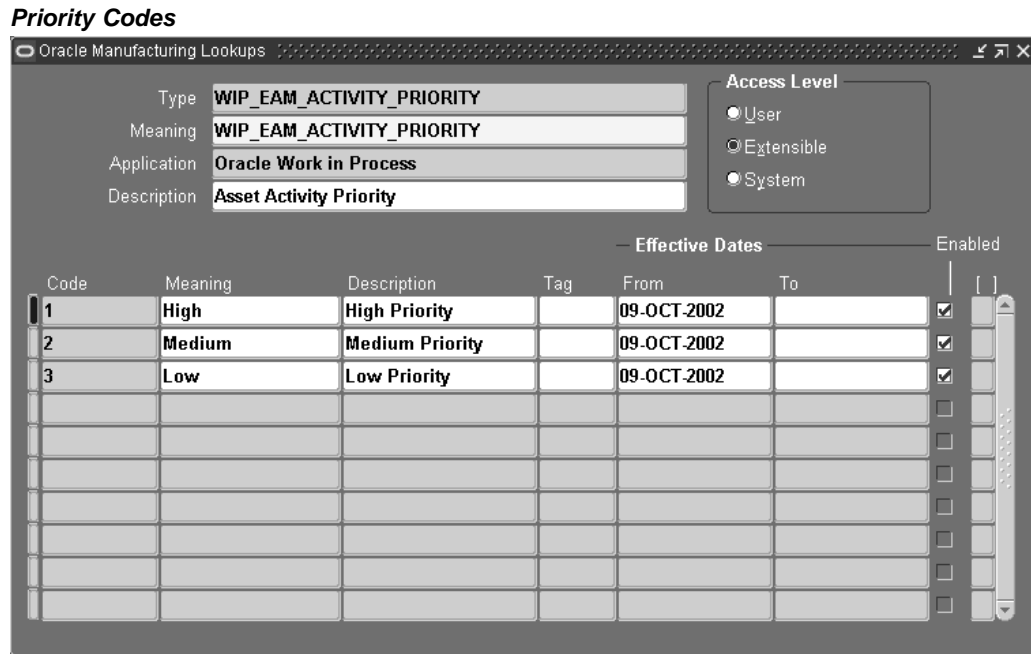 Priority Codes
Oracle Manufacturing Lookups
Type WIP_EAM_ACTIVITY_PRIORITY
Meaning WIP_EAM_ACTIVITY_PRIORITY
Application Oracle Work in Process
Description Asset Activity Priority
Access Level
User
Extensible
System
Effective Dates Enabled
Code Meaning Description Tag From To [ ]
1 High High Priority 09-OCT-2002
2 Medium Medium Priority 09-OCT-2002
3 Low Low Priority 09-OCT-2002